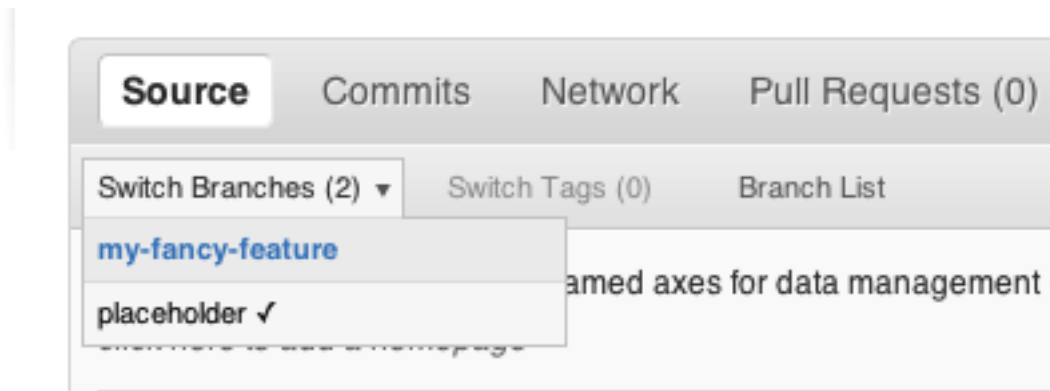 Source Commits Network Pull Requests (0)
Switch Branches (2) ▾ Switch Tags (0) Branch List
my-fancy-feature
amed axes for data management
placeholder ✓